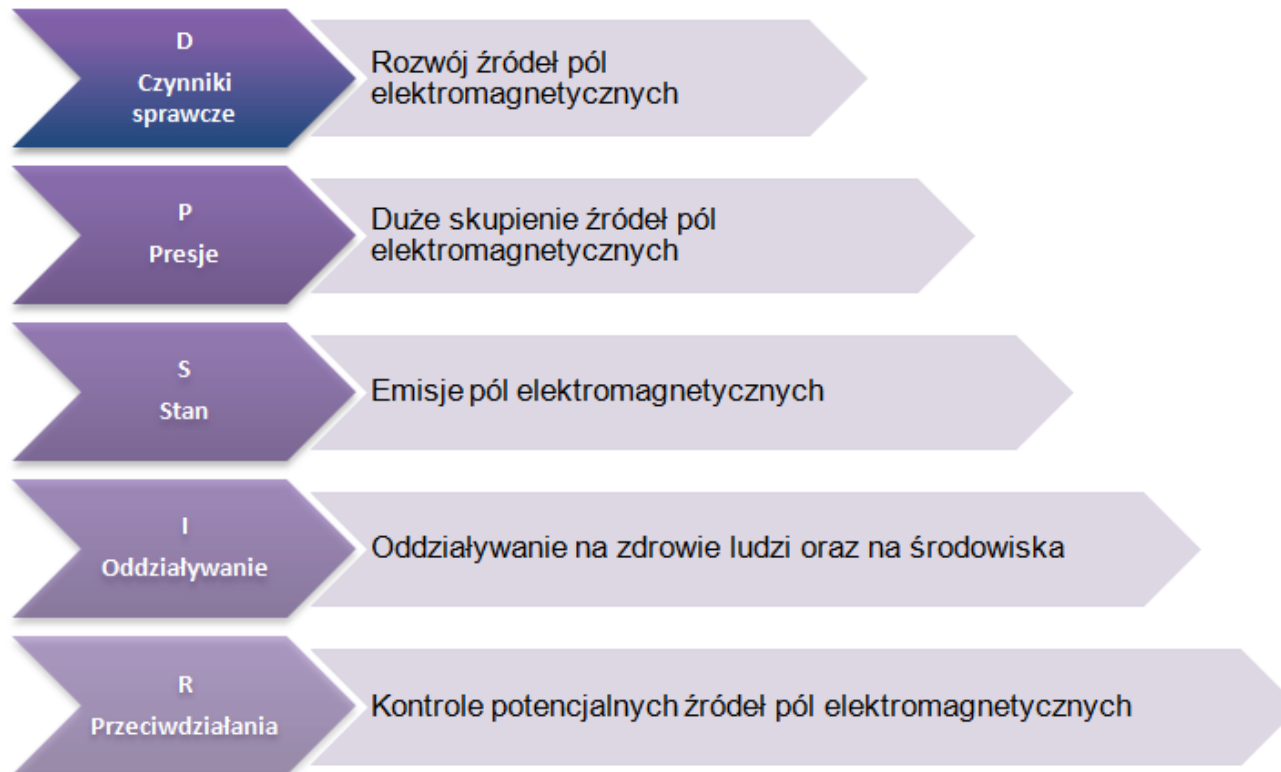 D
Czynniki
sprawcze
Rozwój źródeł pól
elektromagnetycznych
P
Presje
Duże skupienie źródeł pól
elektromagnetycznych
S
Stan
Emisje pól elektromagnetycznych
I
Oddziaływanie
Oddziaływanie na zdrowie ludzi oraz na środowiska
R
Przeciwdziałania
Kontrole potencjalnych źródeł pól elektromagnetycznych